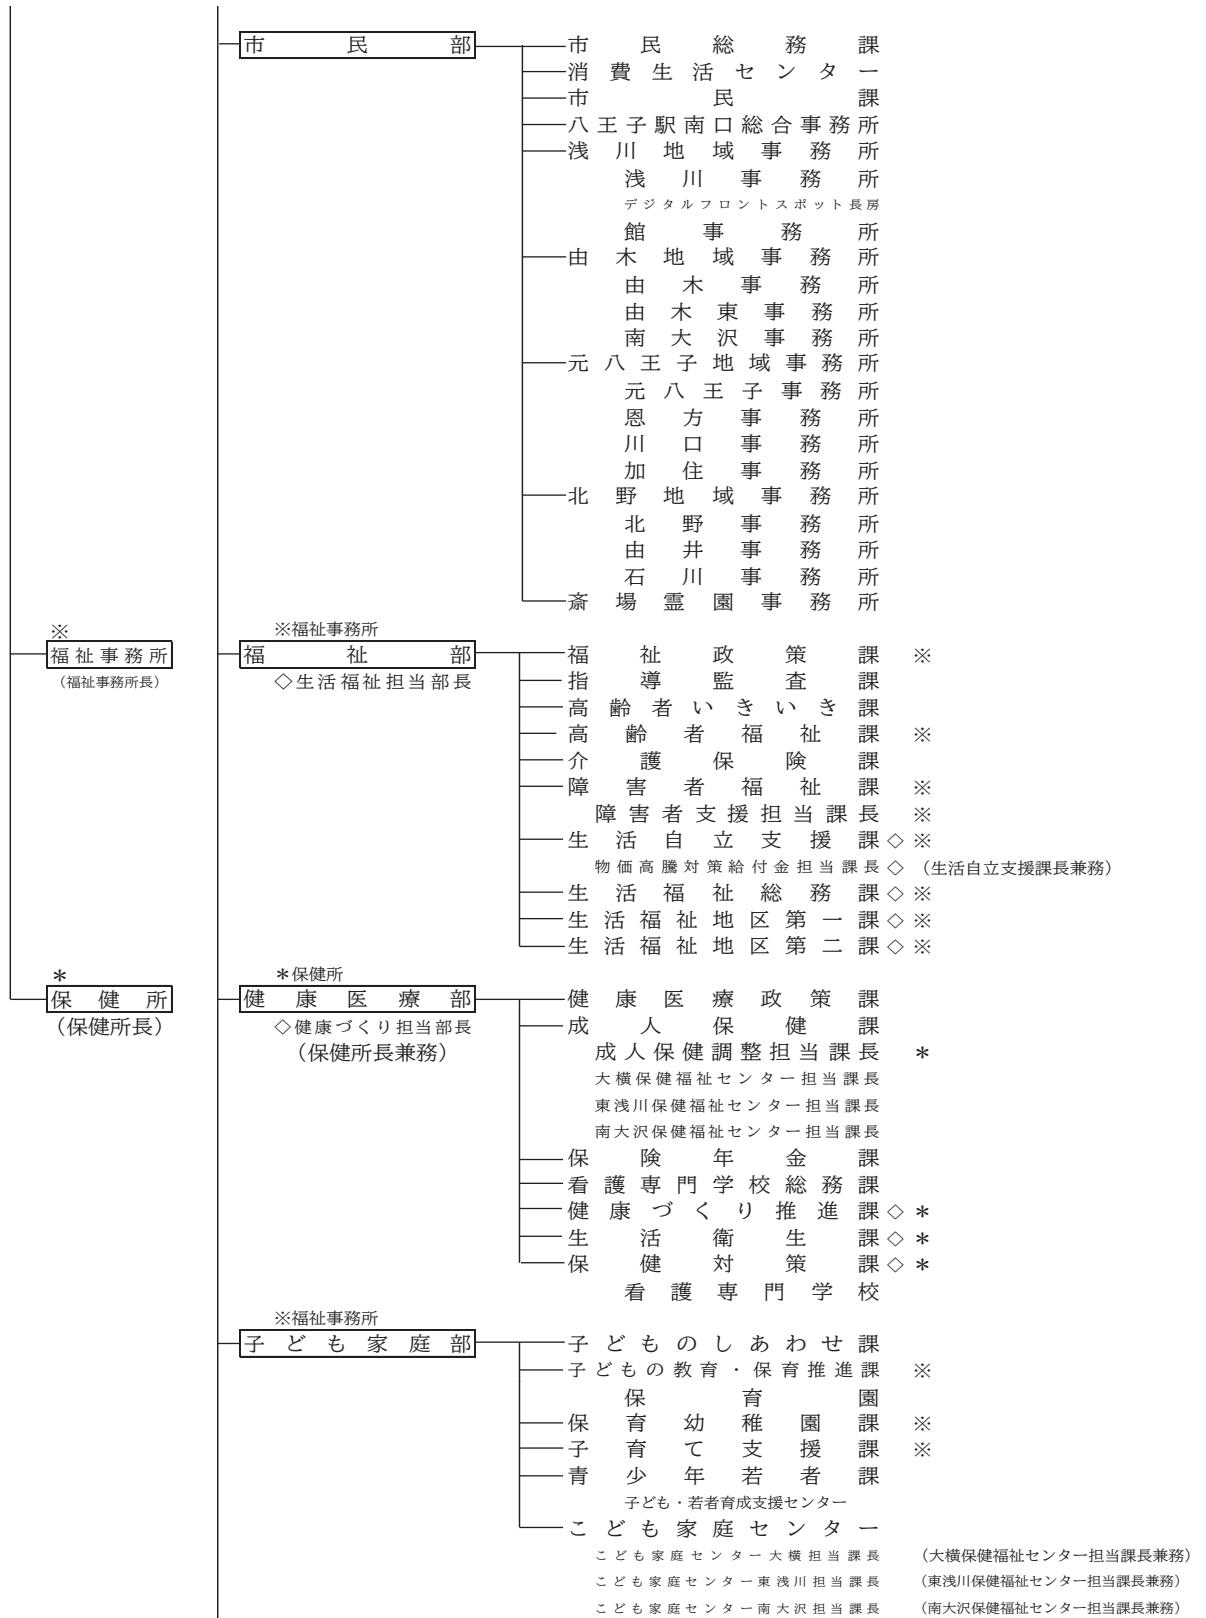 市民部
市民総務課
消費生活センター
市民課
八王子駅南口総合事務所
浅川地域事務所
浅川事務所
デジタルフロントスポット長房
館事務所
由木地域事務所
由木事務所
由木東事務所
南大沢事務所
元八王子地域事務所
元八王子事務所
恩方事務所
川口事務所
加住事務所
北野地域事務所
北野事務所
由井事務所
石川事務所
斎場霊園事務所
※
福祉事務所
（福祉事務所長）
※福祉事務所
福祉部
◇生活福祉担当部長
福祉政策課 ※
指導監査課
高齢者いきいき課
高齢者福祉課 ※
介護保険課
障害者福祉課 ※
障害者支援担当課長 ※
生活自立支援課◇※
物価高騰対策給付金担当課長◇（生活自立支援課長兼務）
生活福祉総務課◇※
生活福祉地区第一課◇※
生活福祉地区第二課◇※
＊
保健所
（保健所長）
＊保健所
健康医療部
◇健康づくり担当部長
（保健所長兼務）
健康医療政策課
成人保健課
成人保健調整担当課長 ＊
大横保健福祉センター担当課長
東浅川保健福祉センター担当課長
南大沢保健福祉センター担当課長
保険年金課
看護専門学校総務課
健康づくり推進課◇＊
生活衛生課◇＊
保健対策課◇＊
看護専門学校
※福祉事務所
子ども家庭部
子どものしあわせ課
子どもの教育・保育推進課 ※
保育園
保育幼稚園課 ※
子育て支援課 ※
青少年若者課
子ども・若者育成支援センター
こども家庭センター
こども家庭センター大横担当課長 （大横保健福祉センター担当課長兼務）
こども家庭センター東浅川担当課長 （東浅川保健福祉センター担当課長兼務）
こども家庭センター南大沢担当課長 （南大沢保健福祉センター担当課長兼務）